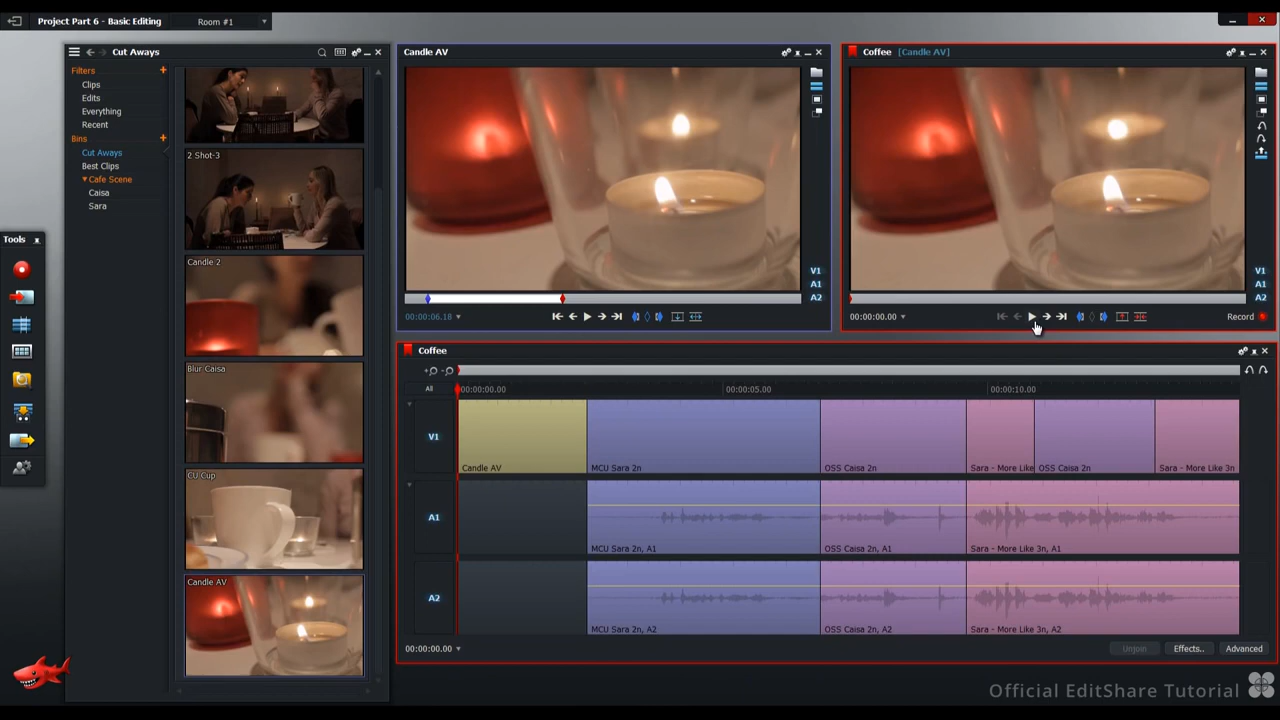 Project Part 6 - Basic Editing
Room #1
Cut Aways
Filters
Clips
Edits
Everything
Recent
Bins
Cut Aways
Best Clips
Cafe Scene
Caisa
Sara
Tools
2 Shot-3
Candle 2
Blur Caisa
CU Cup
Candle AV
Candle AV
V1
A1
A2
00:00:06.18
Coffee [Candle AV]
V1
A1
A2
00:00:00.00
Record
Coffee
All
00:00:00.00 00:00:05.00 00:00:10.00
V1
Candle AV MCU Sara 2n OSS Caisa 2n Sara - More Like OSS Caisa 2n Sara - More Like 3n
A1
MCU Sara 2n, A1 OSS Caisa 2n, A1 Sara - More Like 3n, A1
A2
MCU Sara 2n, A2 OSS Caisa 2n, A2 Sara - More Like 3n, A2
00:00:00.00
Unjoin Effects.. Advanced
Official EditShare Tutorial